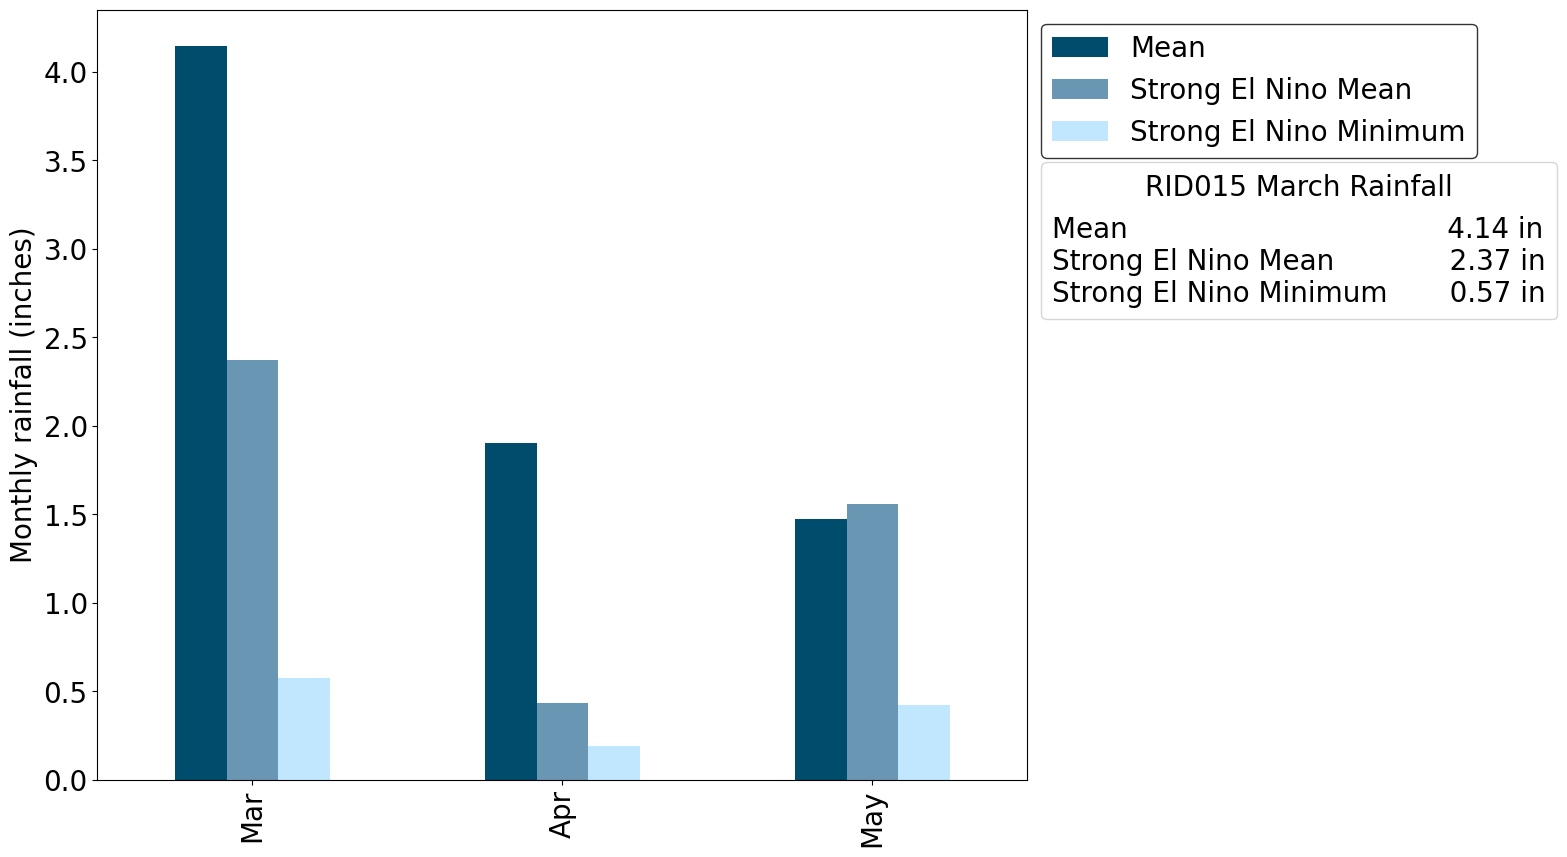 Monthly rainfall (inches)
4.0
3.5
3.0
2.5
2.0
1.5
1.0
0.5
0.0
Mar
Apr
May
Mean
Strong El Nino Mean
Strong El Nino Minimum
RID015 March Rainfall
Mean 4.14 in
Strong El Nino Mean 2.37 in
Strong El Nino Minimum 0.57 in